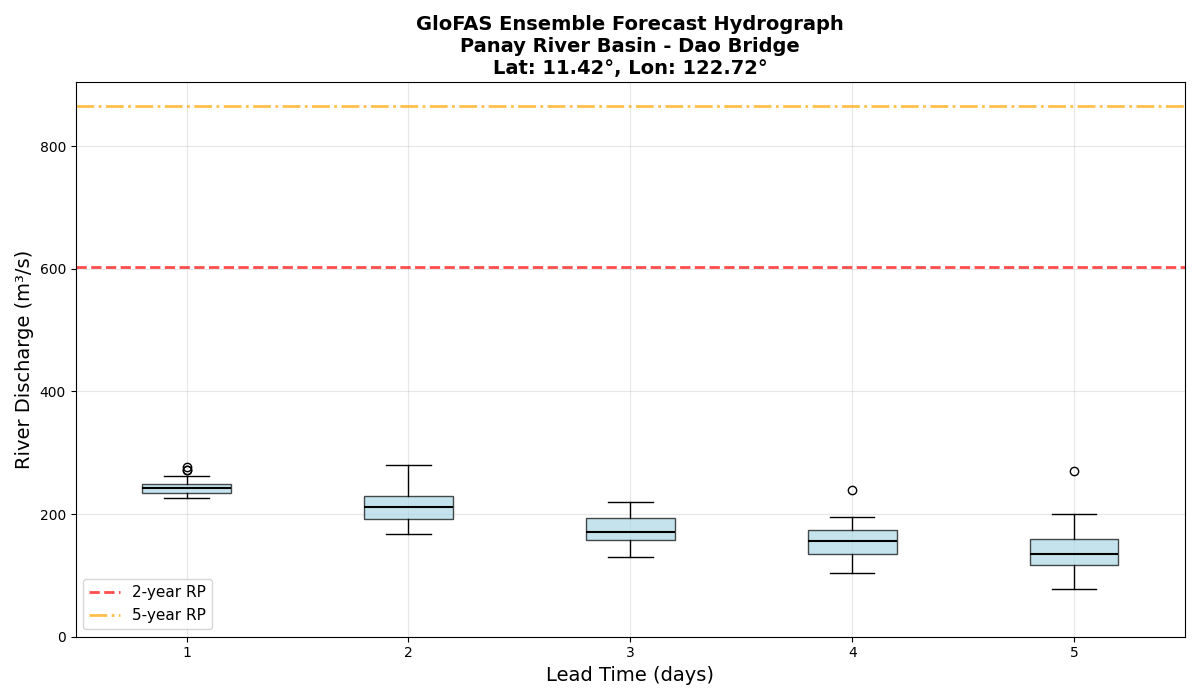 GloFAS Ensemble Forecast Hydrograph
Panay River Basin - Dao Bridge
Lat: 11.42°, Lon: 122.72°
River Discharge (m³/s)
800
600
400
200
0
2-year RP
5-year RP
1 2 3 4 5
Lead Time (days)